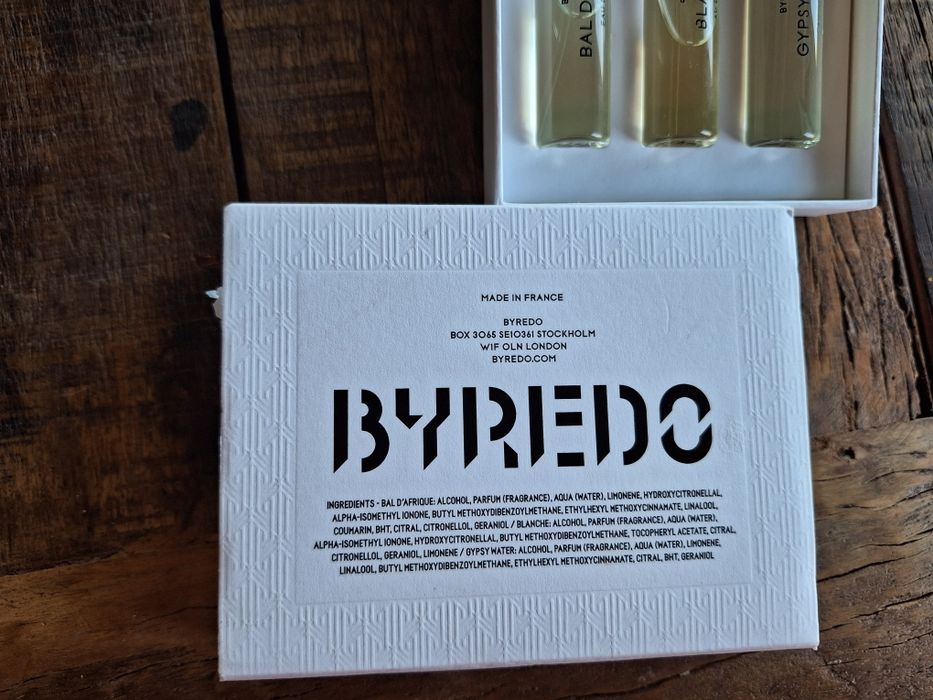 BALD
BLA
GYPSY
MADE IN FRANCE
BYREDO
BOX 3065 SE10361 STOCKHOLM
W1F OLN LONDON
BYREDO.COM
BYREDO
INGREDIENTS - BAL D'AFRIQUE: ALCOHOL, PARFUM (FRAGRANCE), AQUA (WATER), LIMONENE, HYDROXYCITRONELLAL,
ALPHA-ISOMETHYL IONONE, BUTYL METHOXYDIBENZOYLMETHANE, ETHYLHEXYL METHOXYCINNAMATE, LINALOOL,
COUMARIN, BHT, CITRAL, CITRONELLOL, GERANIOL / BLANCHE: ALCOHOL, PARFUM (FRAGRANCE), AQUA (WATER),
ALPHA-ISOMETHYL IONONE, HYDROXYCITRONELLAL, BUTYL METHOXYDIBENZOYLMETHANE, TOCOPHERYL ACETATE, CITRAL,
CITRONELLOL, GERANIOL, LIMONENE / GYPSY WATER: ALCOHOL, PARFUM (FRAGRANCE), AQUA (WATER), LIMONENE,
LINALOOL, BUTYL METHOXYDIBENZOYLMETHANE, ETHYLHEXYL METHOXYCINNAMATE, CITRAL, BHT, GERANIOL